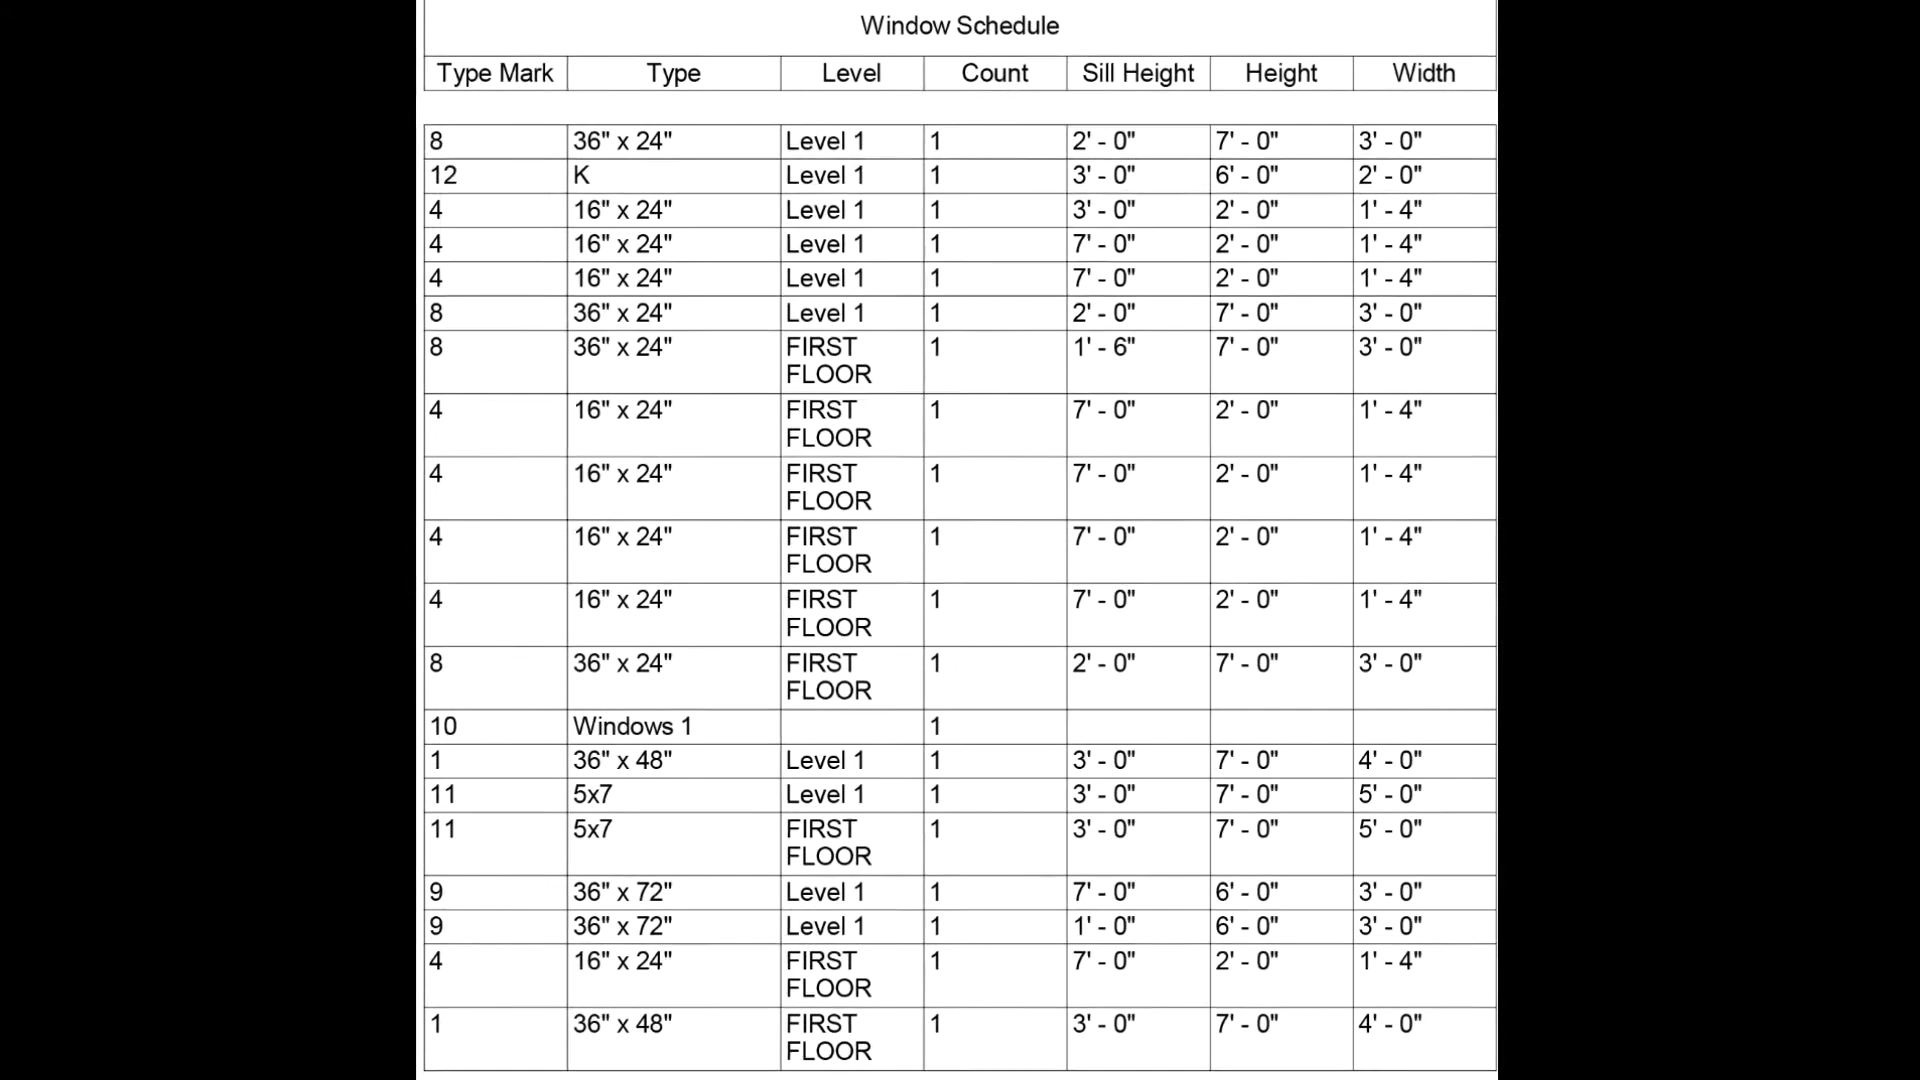 Window Schedule
Type Mark Type Level Count Sill Height Height Width
8 36" x 24" Level 1 1 2' - 0" 7' - 0" 3' - 0"
12 K Level 1 1 3' - 0" 6' - 0" 2' - 0"
4 16" x 24" Level 1 1 3' - 0" 2' - 0" 1' - 4"
4 16" x 24" Level 1 1 7' - 0" 2' - 0" 1' - 4"
4 16" x 24" Level 1 1 7' - 0" 2' - 0" 1' - 4"
8 36" x 24" Level 1 1 2' - 0" 7' - 0" 3' - 0"
8 36" x 24" FIRST 1 1' - 6" 7' - 0" 3' - 0"
FLOOR
4 16" x 24" FIRST 1 7' - 0" 2' - 0" 1' - 4"
FLOOR
4 16" x 24" FIRST 1 7' - 0" 2' - 0" 1' - 4"
FLOOR
4 16" x 24" FIRST 1 7' - 0" 2' - 0" 1' - 4"
FLOOR
4 16" x 24" FIRST 1 7' - 0" 2' - 0" 1' - 4"
FLOOR
8 36" x 24" FIRST 1 2' - 0" 7' - 0" 3' - 0"
FLOOR
10 Windows 1 1
1 36" x 48" Level 1 1 3' - 0" 7' - 0" 4' - 0"
11 5x7 Level 1 1 3' - 0" 7' - 0" 5' - 0"
11 5x7 FIRST 1 3' - 0" 7' - 0" 5' - 0"
FLOOR
9 36" x 72" Level 1 1 7' - 0" 6' - 0" 3' - 0"
9 36" x 72" Level 1 1 1' - 0" 6' - 0" 3' - 0"
4 16" x 24" FIRST 1 7' - 0" 2' - 0" 1' - 4"
FLOOR
1 36" x 48" FIRST 1 3' - 0" 7' - 0" 4' - 0"
FLOOR